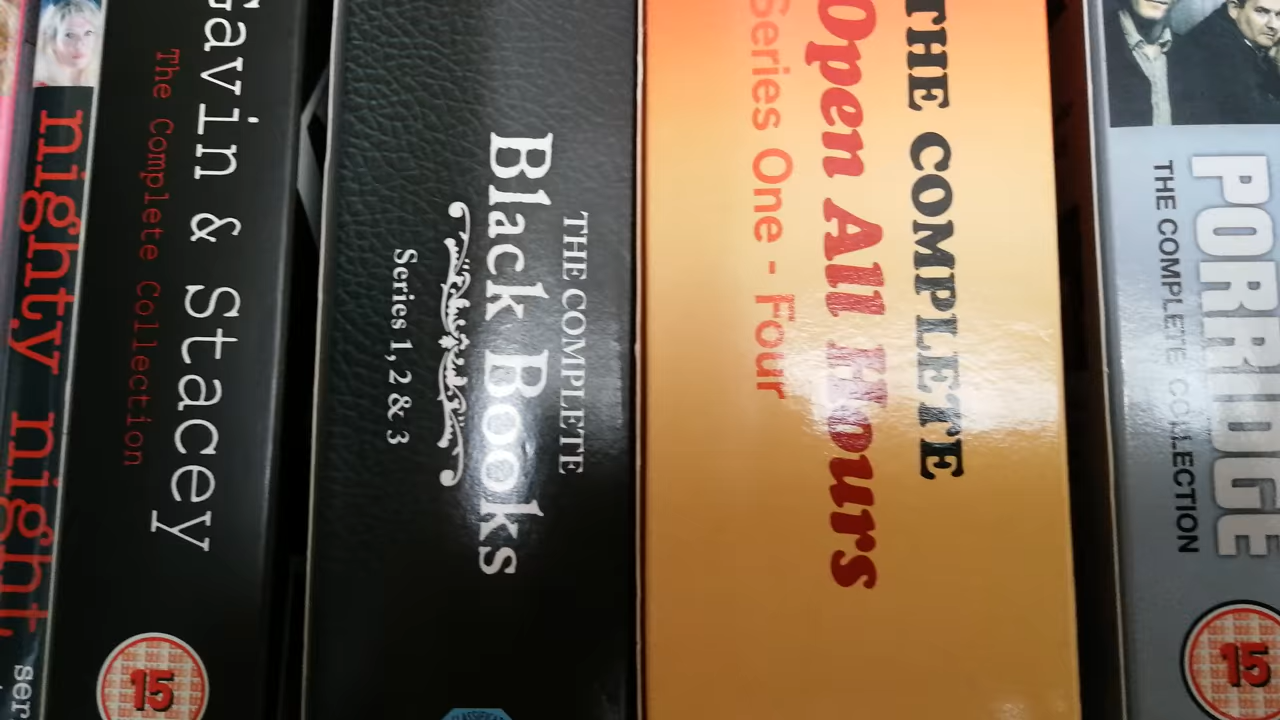 nighty night
ser
Gavin & Stacey
The Complete Collection
15
THE COMPLETE
Black Books
Series 1, 2 & 3
THE COMPLETE
Open All Hours
Series One - Four
PORRIDGE
THE COMPLETE COLLECTION
15